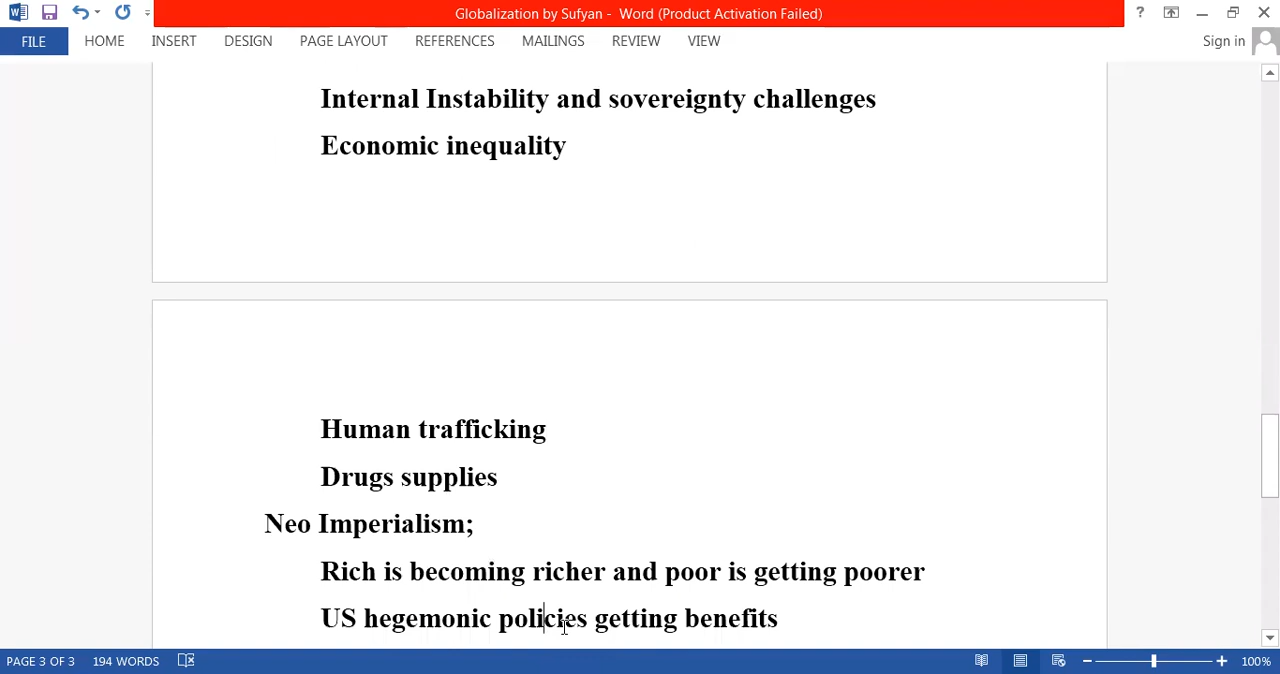 Globalization by Sufyan - Word (Product Activation Failed)
?
FILE HOME INSERT DESIGN PAGE LAYOUT REFERENCES MAILINGS REVIEW VIEW Sign in
Internal Instability and sovereignty challenges
Economic inequality
Human trafficking
Drugs supplies
Neo Imperialism;
Rich is becoming richer and poor is getting poorer
US hegemonic policies getting benefits
PAGE 3 OF 3 194 WORDS 100%